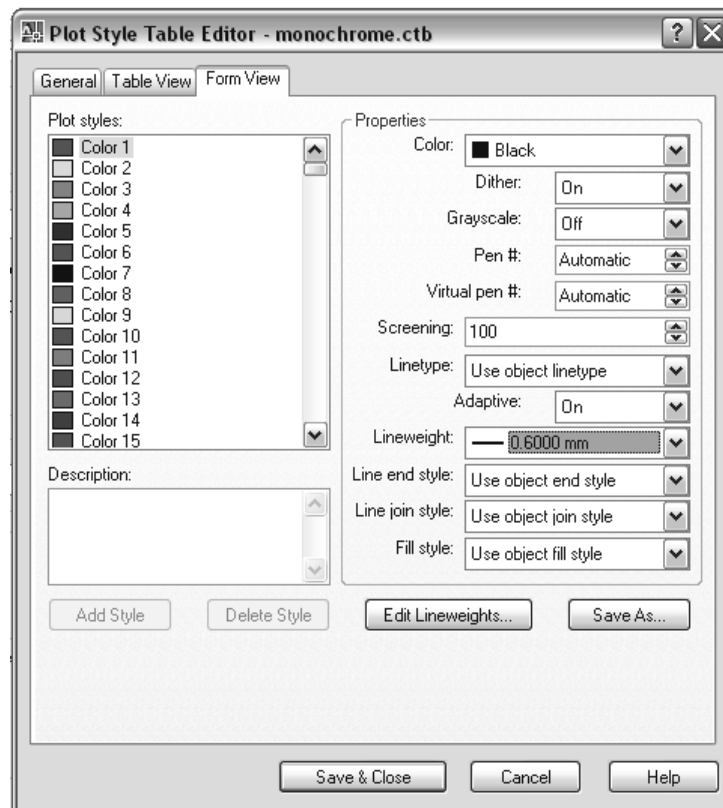 Plot Style Table Editor - monochrome.ctb
General
Table View
Form View
Plot styles:
Color 1
Color 2
Color 3
Color 4
Color 5
Color 6
Color 7
Color 8
Color 9
Color 10
Color 11
Color 12
Color 13
Color 14
Color 15
Description:
Add Style
Delete Style
Properties
Color: Black
Dither: On
Grayscale: Off
Pen #: Automatic
Virtual pen #: Automatic
Screening: 100
Linetype: Use object linetype
Adaptive: On
Lineweight: 0.6000 mm
Line end style: Use object end style
Line join style: Use object join style
Fill style: Use object fill style
Edit Lineweights...
Save As...
Save & Close
Cancel
Help